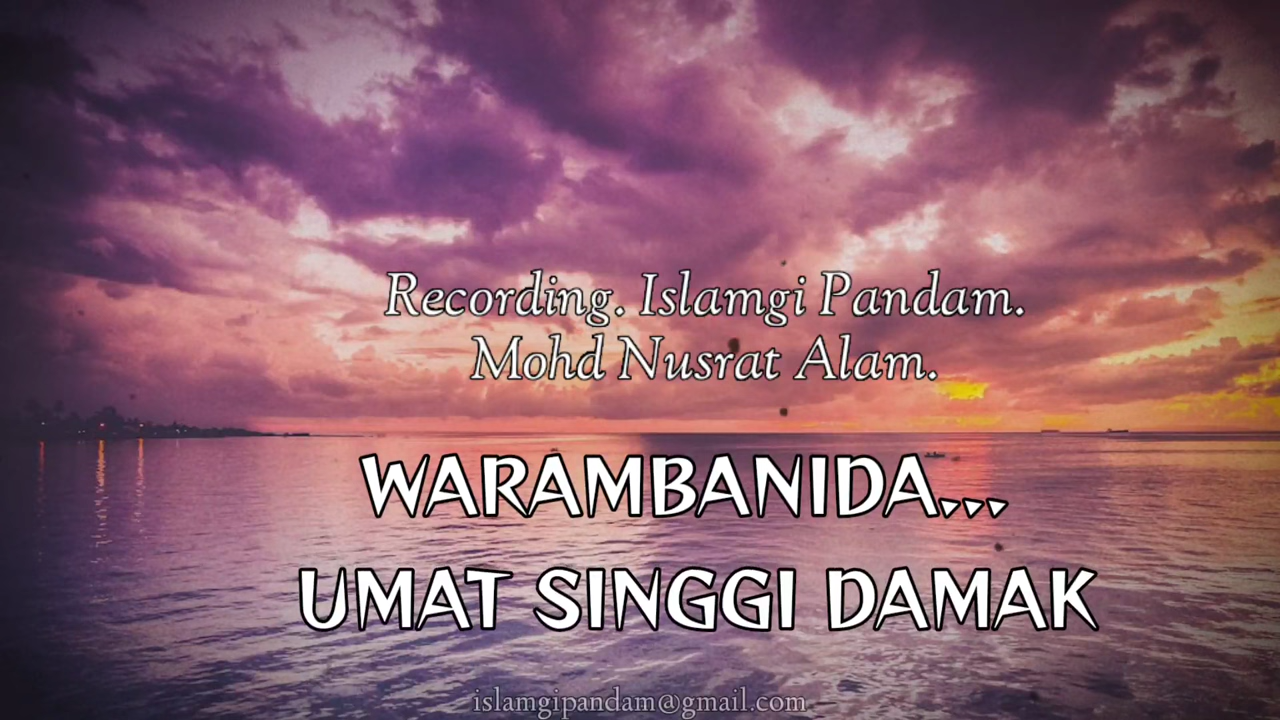 Recording. Islamgi Pandam.
Mohd Nusrat Alam.
WARAMBANIDA...
UMAT SINGGI DAMAK
islamgipandam@gmail.com